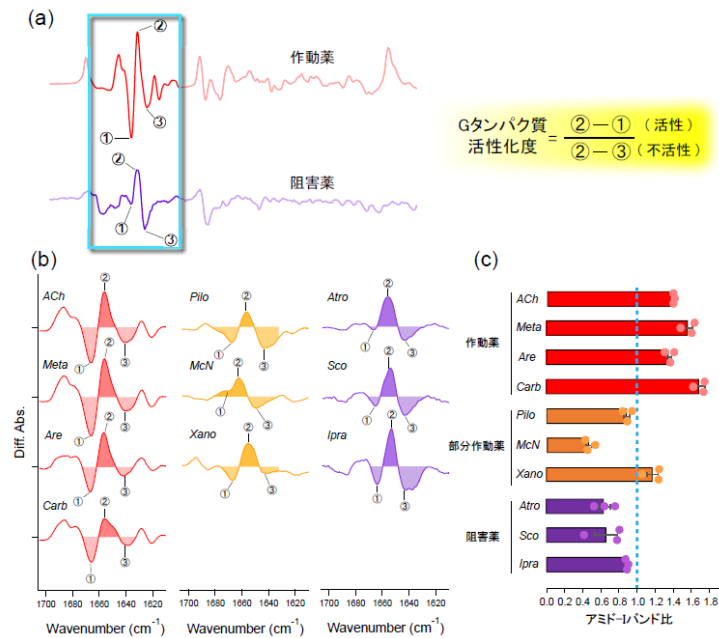 (a)
②
作動薬
①
③
②
阻害薬
①
③
Gタンパク質
活性化度
=
②ー① (活性)
②ー③ (不活性)
(b)
Diff. Abs.
ACh
②
①
③
Meta
②
①
③
Are
②
①
③
Carb
②
①
③
1700 1680 1660 1640 1620
Wavenumber (cm-1)
Pilo
②
①
③
McN
②
①
③
Xano
②
①
③
1700 1680 1660 1640 1620
Wavenumber (cm-1)
Atro
②
①
③
Sco
②
①
③
Ipra
②
①
③
1700 1680 1660 1640 1620
Wavenumber (cm-1)
(c)
作動薬
ACh
Meta
Are
Carb
部分作動薬
Pilo
McN
Xano
阻害薬
Atro
Sco
Ipra
0.0 0.2 0.4 0.6 0.8 1.0 1.2 1.4 1.6 1.8
アミドーIバンド比